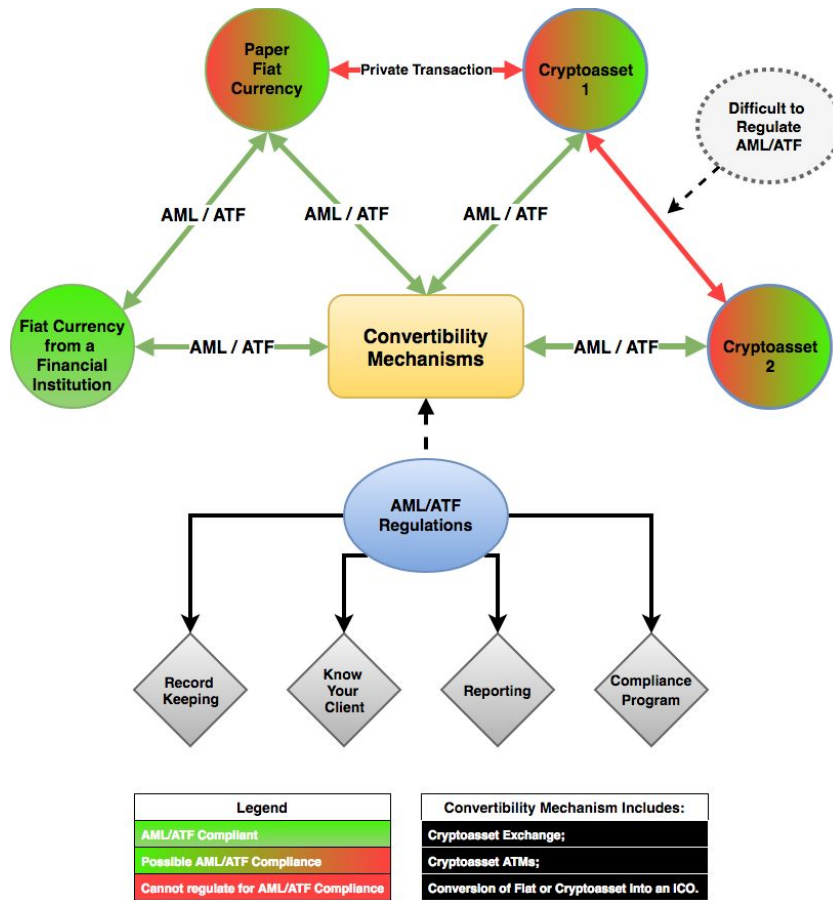 Paper
Fiat
Currency
Private Transaction
Cryptoasset
1
Difficult to
Regulate
AML/ATF
AML / ATF
AML / ATF
AML / ATF
Fiat Currency
from a
Financial
Institution
AML / ATF
Convertibility
Mechanisms
AML / ATF
Cryptoasset
2
AML/ATF
Regulations
Record
Keeping
Know
Your
Client
Reporting
Compliance
Program
Legend
AML/ATF Compliant
Possible AML/ATF Compliance
Cannot regulate for AML/ATF Compliance
Convertibility Mechanism Includes:
Cryptoasset Exchange;
Cryptoasset ATMs;
Conversion of Fiat or Cryptoasset into an ICO.